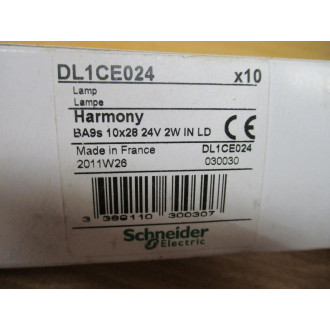 DL1CE024 x10
Lamp
Lampe
Harmony
BA9s 10x28 24V 2W IN LD CE
Made in France DL1CE024
2011W26 030030
3 389110 300307
Schneider
Electric